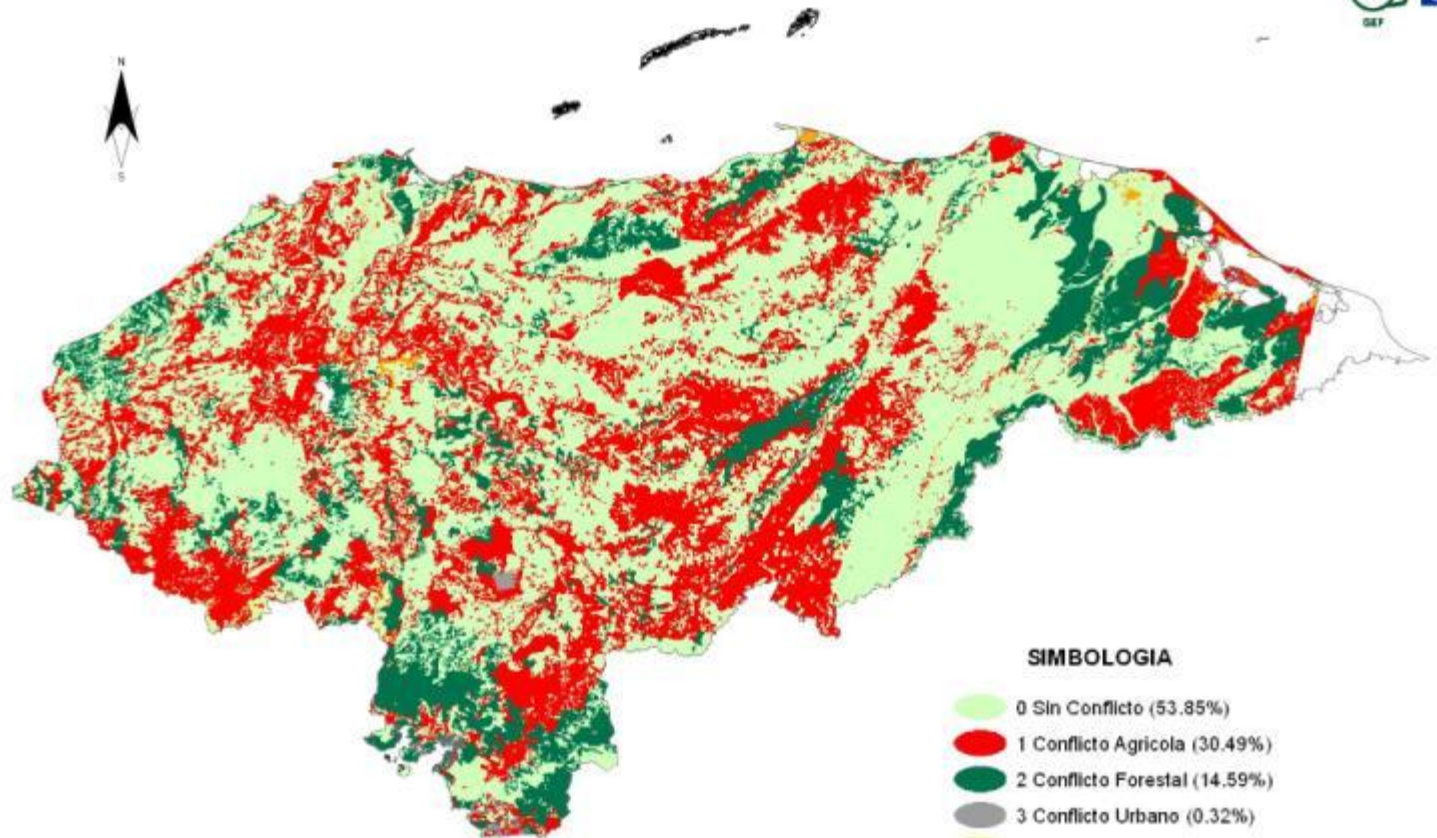 GEF
N
S
SIMBOLOGIA
0 Sin Conflicto (53.85%)
1 Conflicto Agricola (30.49%)
2 Conflicto Forestal (14.59%)
3 Conflicto Urbano (0.32%)